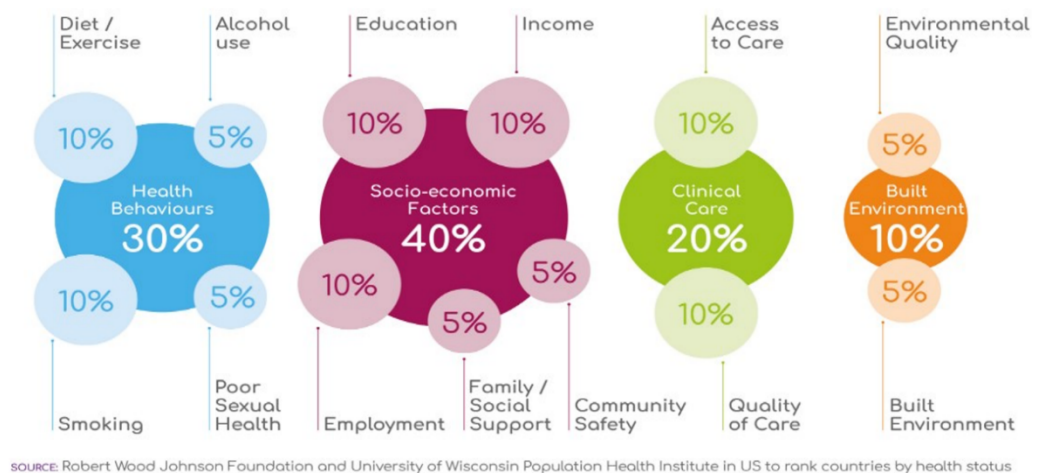 Diet /
Exercise
Alcohol
use
Education
Income
Access
to Care
Environmental
Quality
10%
5%
10%
10%
10%
5%
Health
Behaviours
30%
Socio-economic
Factors
40%
Clinical
Care
20%
Built
Environment
10%
10%
5%
10%
5%
5%
10%
5%
Smoking
Poor
Sexual
Health
Employment
Family /
Social
Support
Community
Safety
Quality
of Care
Built
Environment
SOURCE: Robert Wood Johnson Foundation and University of Wisconsin Population Health Institute in US to rank countries by health status